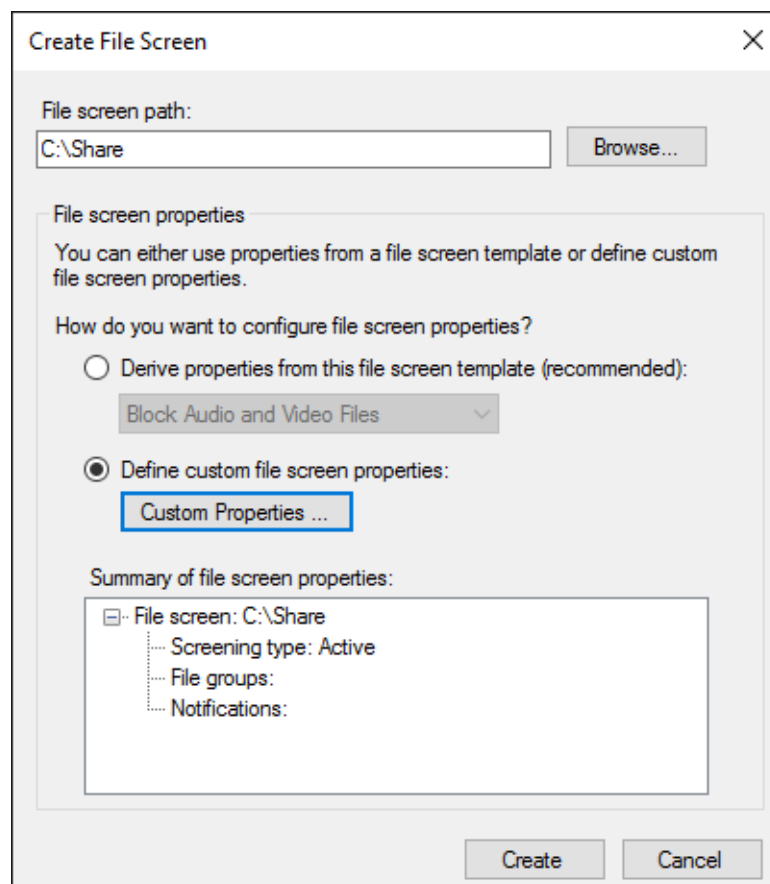 Create File Screen
File screen path:
C:\Share
Browse...
File screen properties
You can either use properties from a file screen template or define custom
file screen properties.
How do you want to configure file screen properties?
Derive properties from this file screen template (recommended):
Block Audio and Video Files
Define custom file screen properties:
Custom Properties ...
Summary of file screen properties:
File screen: C:\Share
Screening type: Active
File groups:
Notifications:
Create
Cancel